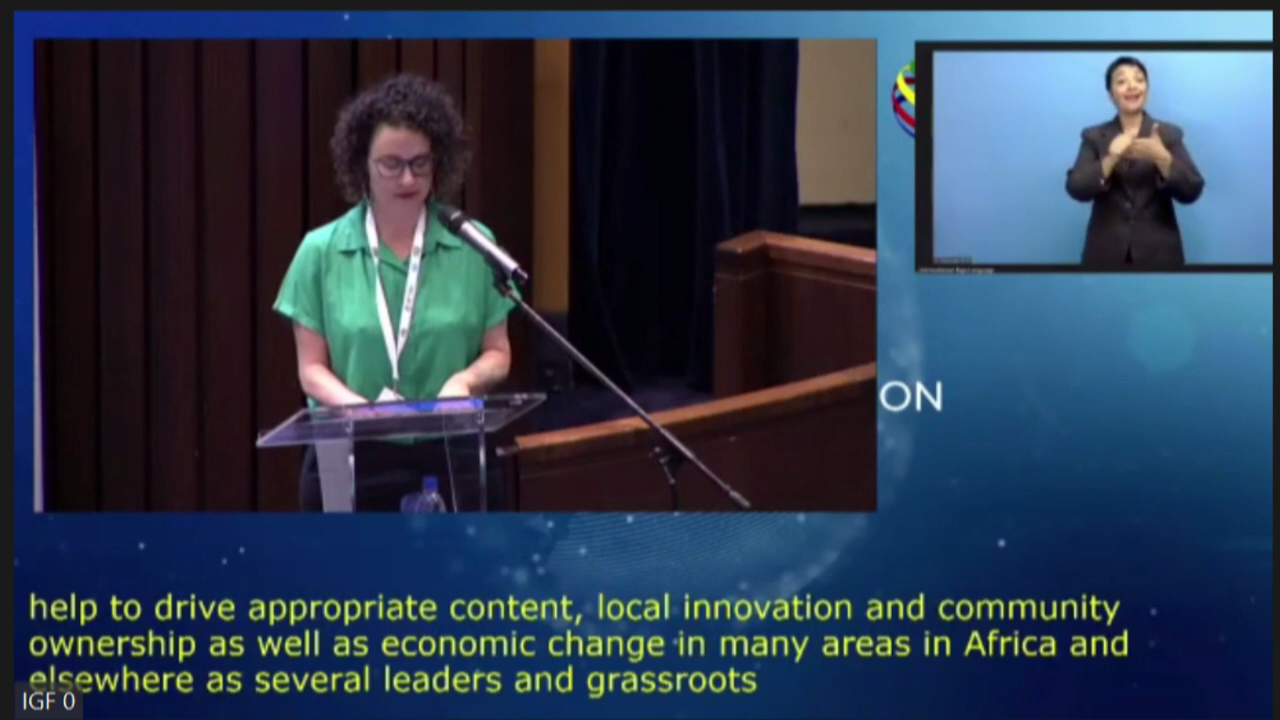 ON
help to drive appropriate content, local innovation and community
ownership as well as economic change in many areas in Africa and
elsewhere as several leaders and grassroots
IGF 0